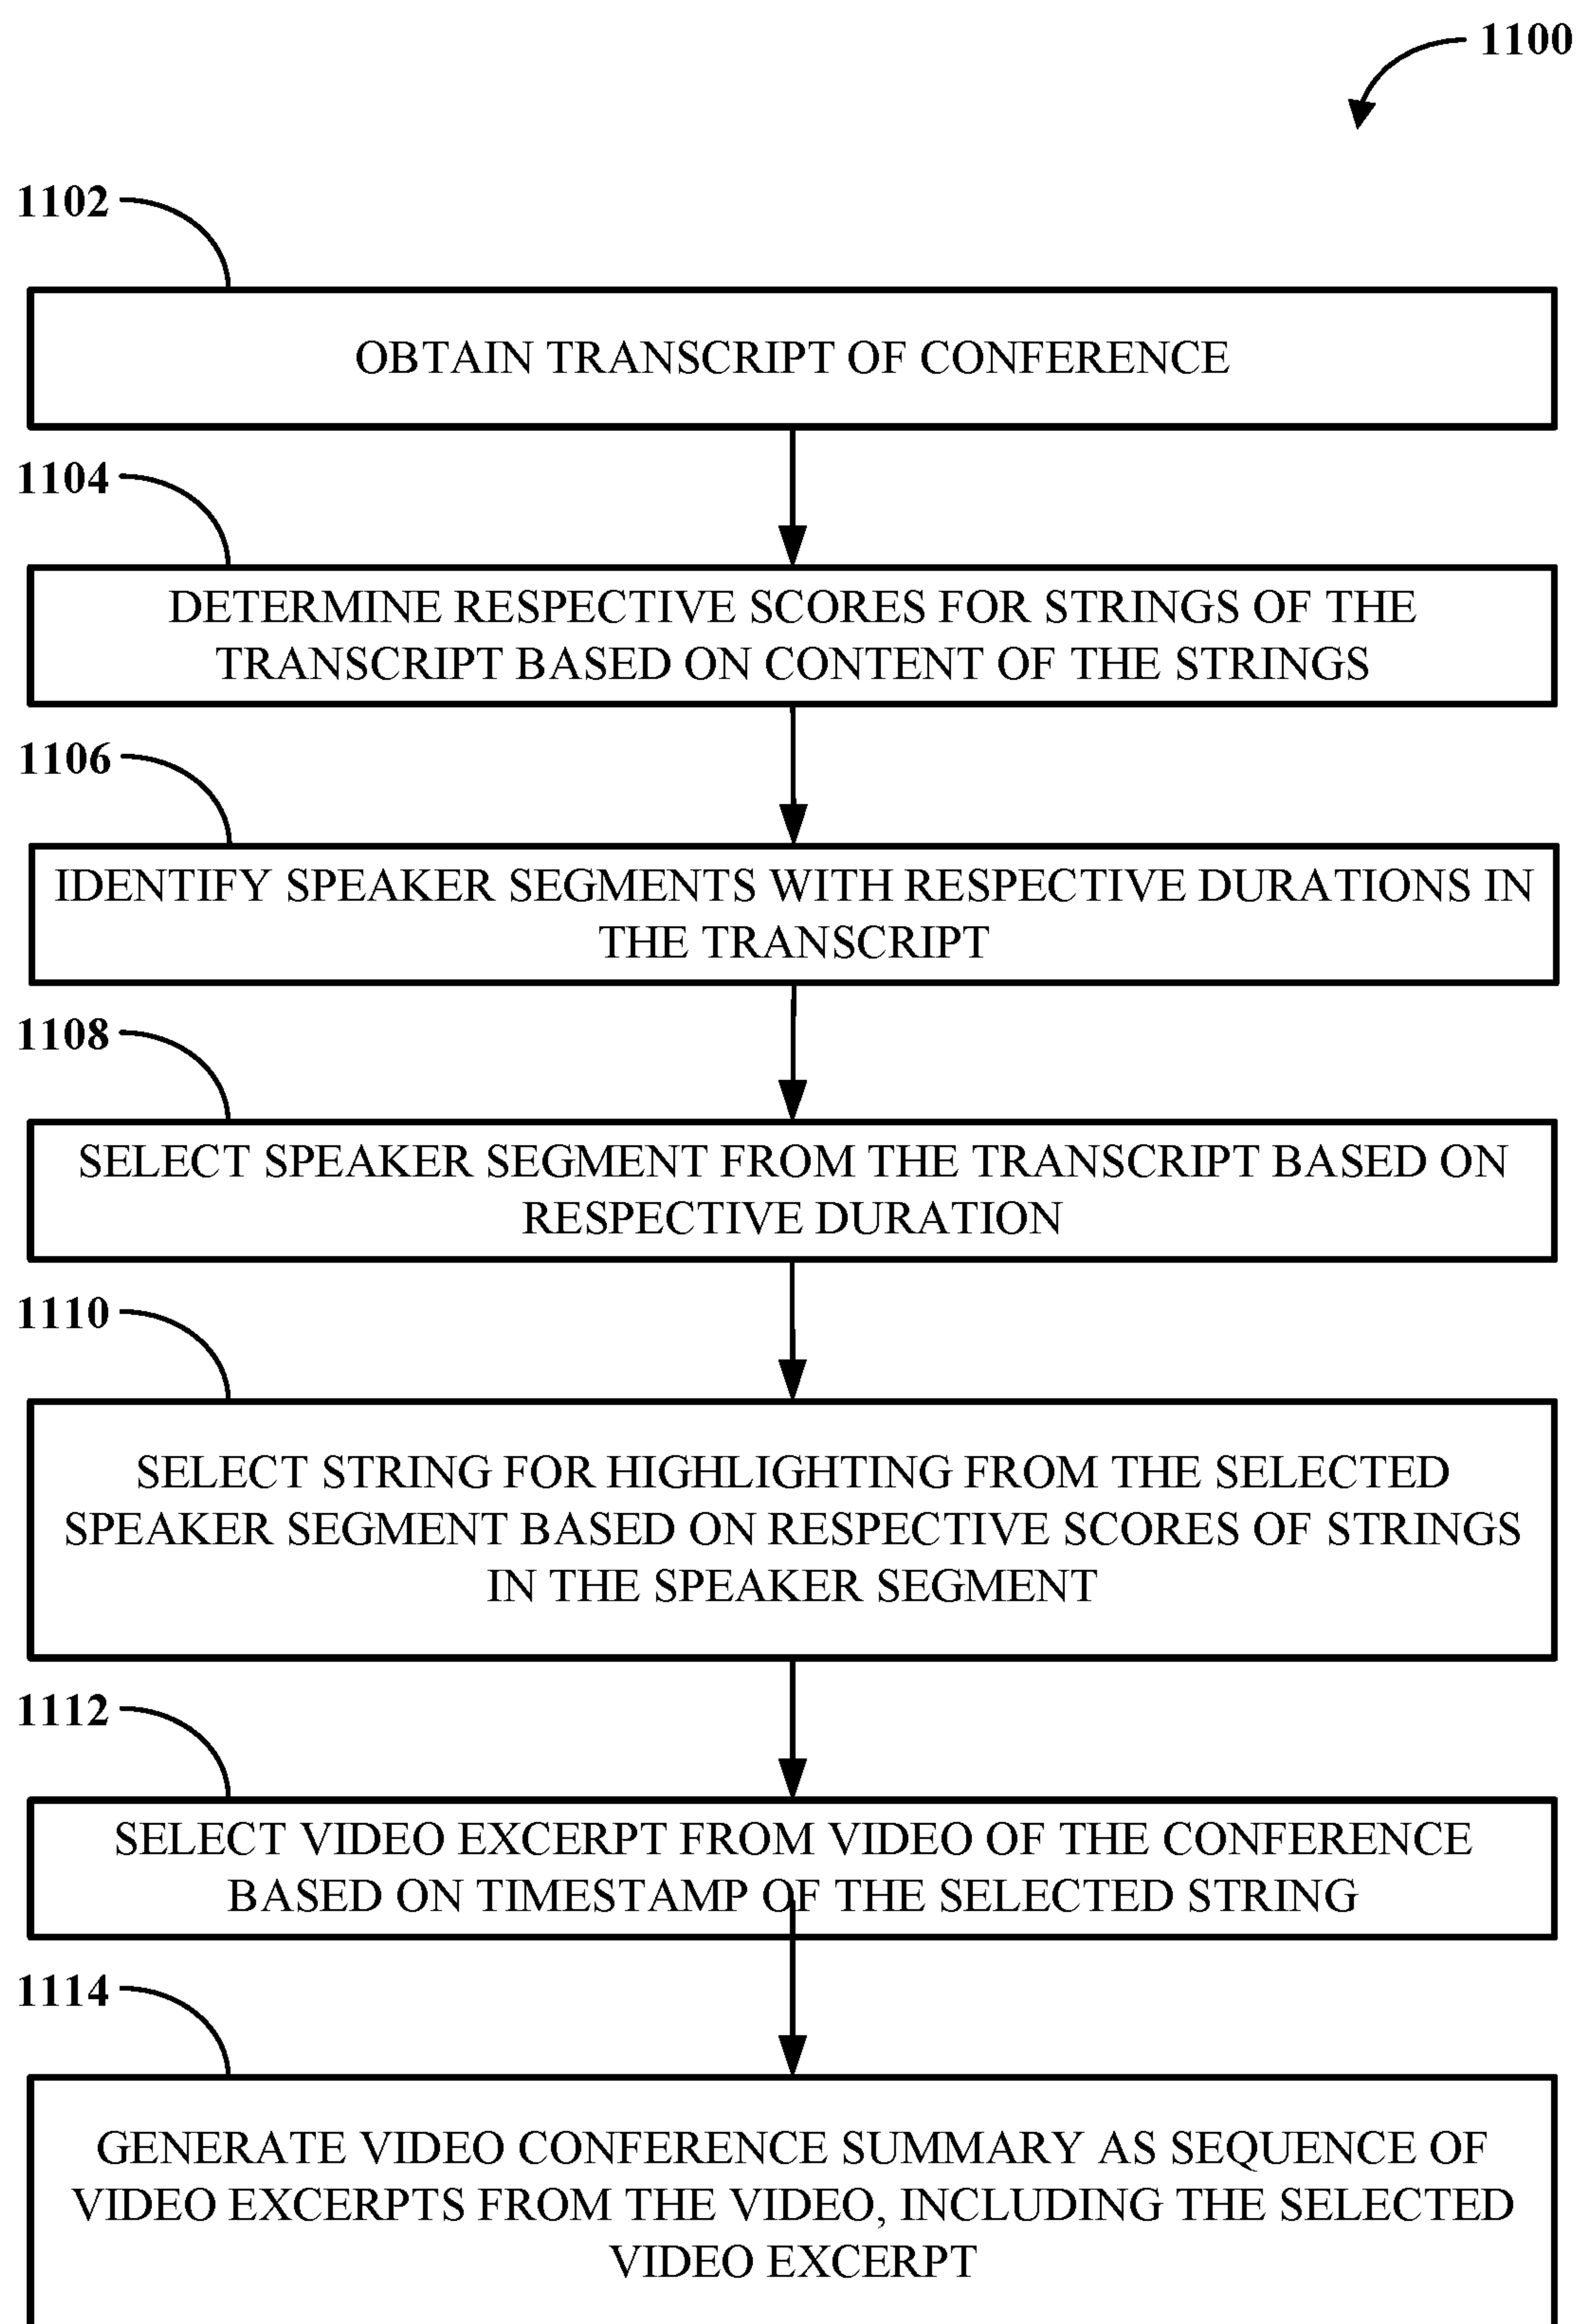 1100
1102
OBTAIN TRANSCRIPT OF CONFERENCE
1104
DETERMINE RESPECTIVE SCORES FOR STRINGS OF THE
TRANSCRIPT BASED ON CONTENT OF THE STRINGS
1106
IDENTIFY SPEAKER SEGMENTS WITH RESPECTIVE DURATIONS IN
THE TRANSCRIPT
1108
SELECT SPEAKER SEGMENT FROM THE TRANSCRIPT BASED ON
RESPECTIVE DURATION
1110
SELECT STRING FOR HIGHLIGHTING FROM THE SELECTED
SPEAKER SEGMENT BASED ON RESPECTIVE SCORES OF STRINGS
IN THE SPEAKER SEGMENT
1112
SELECT VIDEO EXCERPT FROM VIDEO OF THE CONFERENCE
BASED ON TIMESTAMP OF THE SELECTED STRING
1114
GENERATE VIDEO CONFERENCE SUMMARY AS SEQUENCE OF
VIDEO EXCERPTS FROM THE VIDEO, INCLUDING THE SELECTED
VIDEO EXCERPT